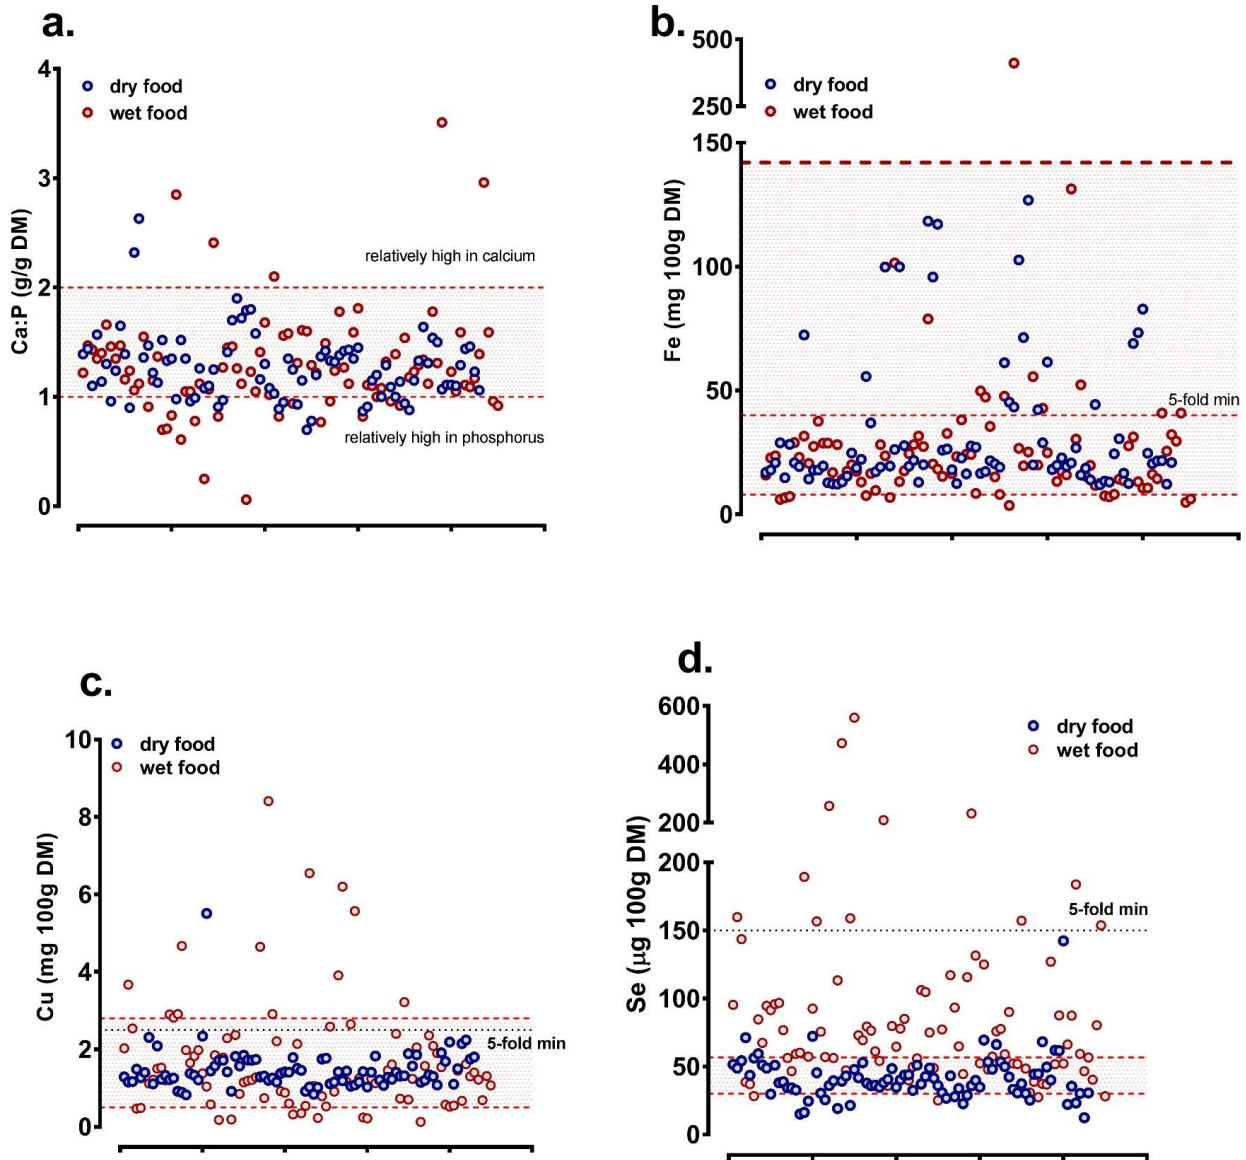 a.
4
3
2
1
0
Ca:P (g/g DM)
dry food
wet food
relatively high in calcium
relatively high in phosphorus
b.
500
250
150
100
50
0
Fe (mg 100g DM)
dry food
wet food
5-fold min
c.
10
8
6
4
2
0
Cu (mg 100g DM)
dry food
wet food
5-fold min
d.
600
400
200
200
150
100
50
0
Se (µg 100g DM)
dry food
wet food
5-fold min